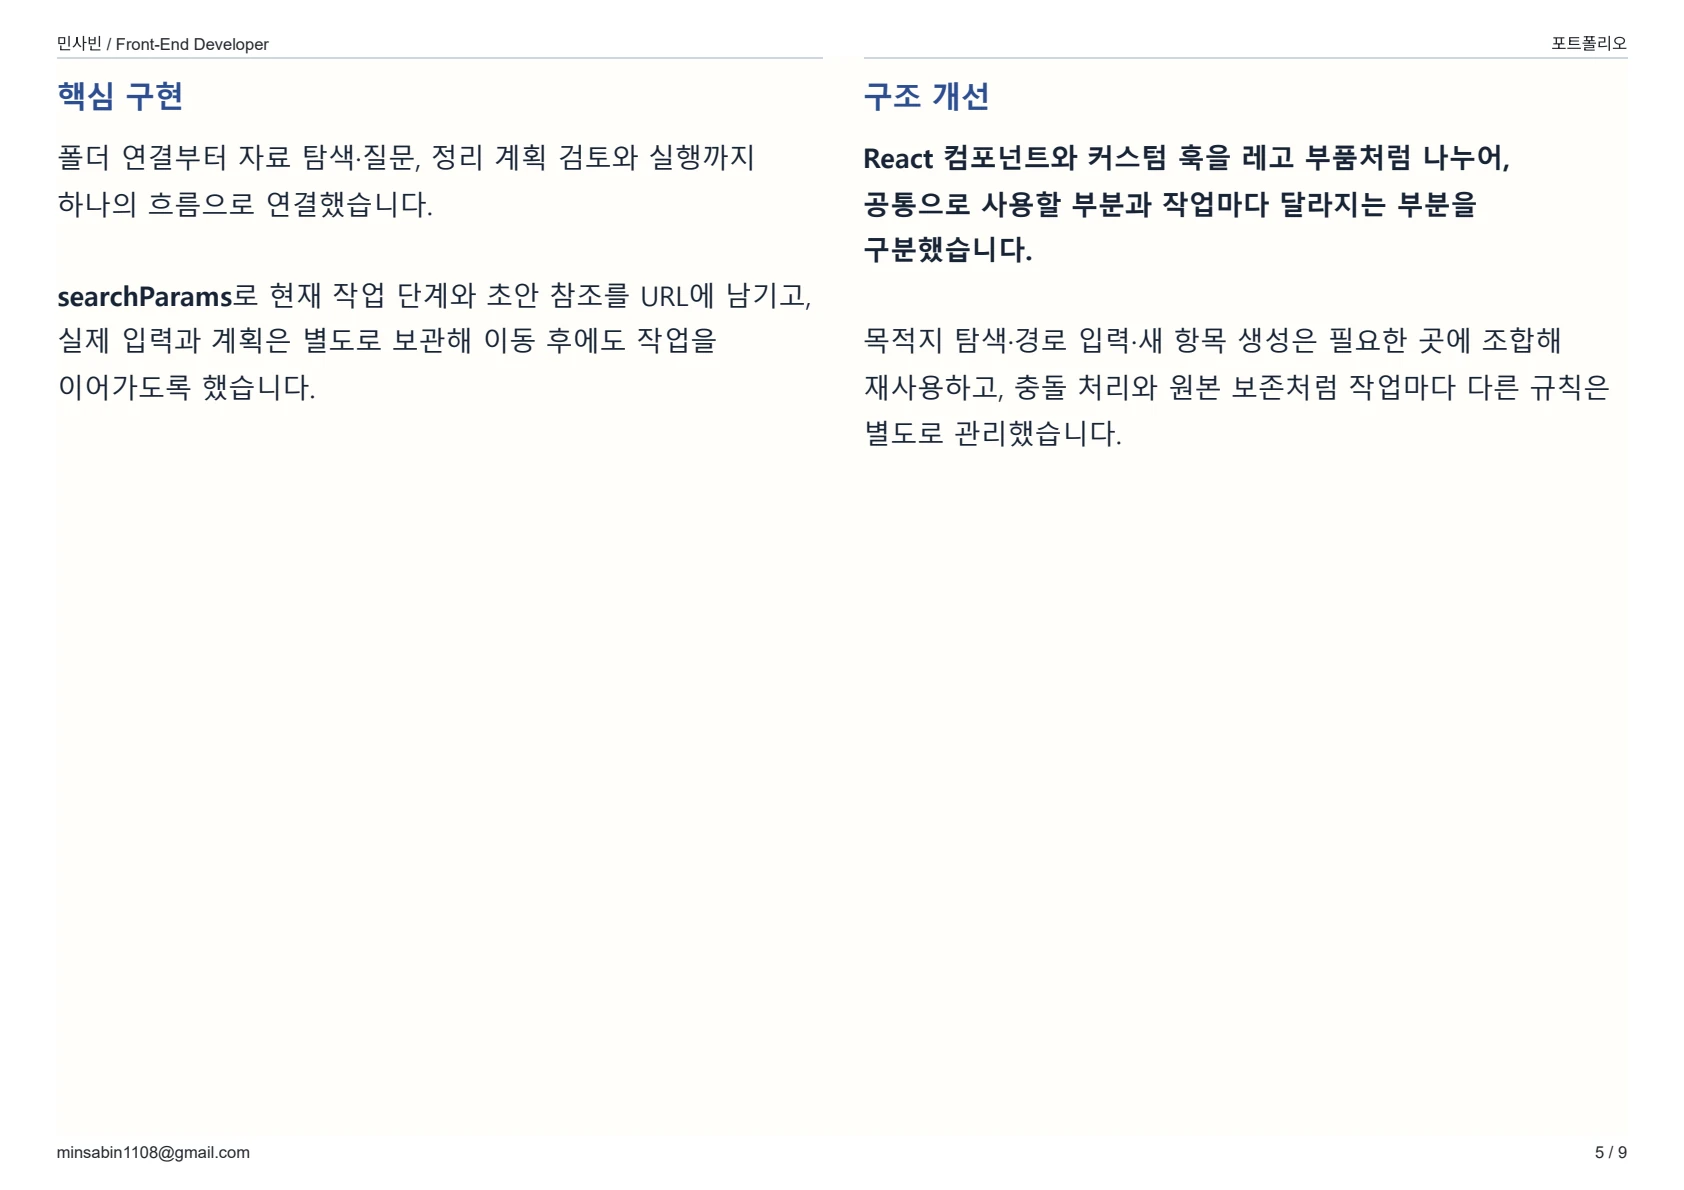 민사빈 / Front-End Developer
포트폴리오
핵심 구현
폴더 연결부터 자료 탐색·질문, 정리 계획 검토와 실행까지
하나의 흐름으로 연결했습니다.
searchParams로 현재 작업 단계와 초안 참조를 URL에 남기고,
실제 입력과 계획은 별도로 보관해 이동 후에도 작업을
이어가도록 했습니다.
구조 개선
React 컴포넌트와 커스텀 훅을 레고 부품처럼 나누어,
공통으로 사용할 부분과 작업마다 달라지는 부분을
구분했습니다.
목적지 탐색·경로 입력·새 항목 생성은 필요한 곳에 조합해
재사용하고, 충돌 처리와 원본 보존처럼 작업마다 다른 규칙은
별도로 관리했습니다.
minsabin1108@gmail.com
5 / 9